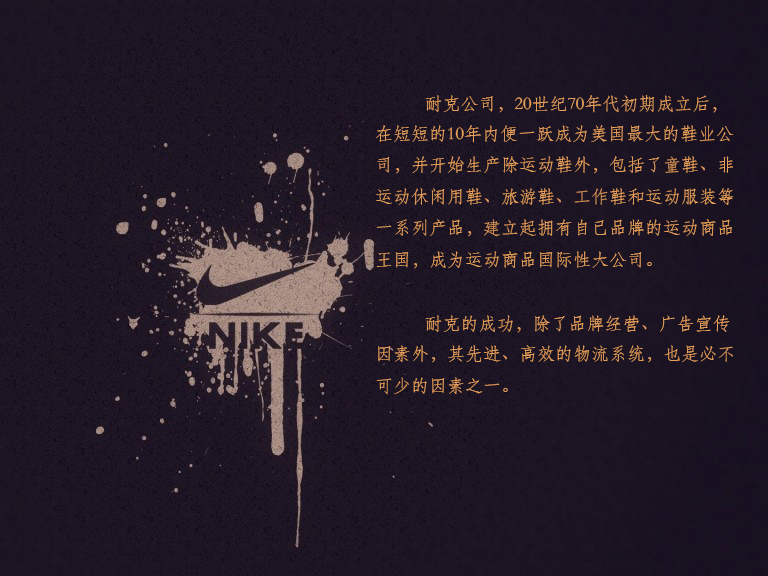 耐克公司，20世纪70年代初期成立后，
在短短的10年内便一跃成为美国最大的鞋业公
司，并开始生产除运动鞋外，包括了童鞋、非
运动休闲用鞋、旅游鞋、工作鞋和运动服装等
一系列产品，建立起拥有自己品牌的运动商品
王国，成为运动商品国际性大公司。
耐克的成功，除了品牌经营、广告宣传
因素外，其先进、高效的物流系统，也是必不
可少的因素之一。
NIKE